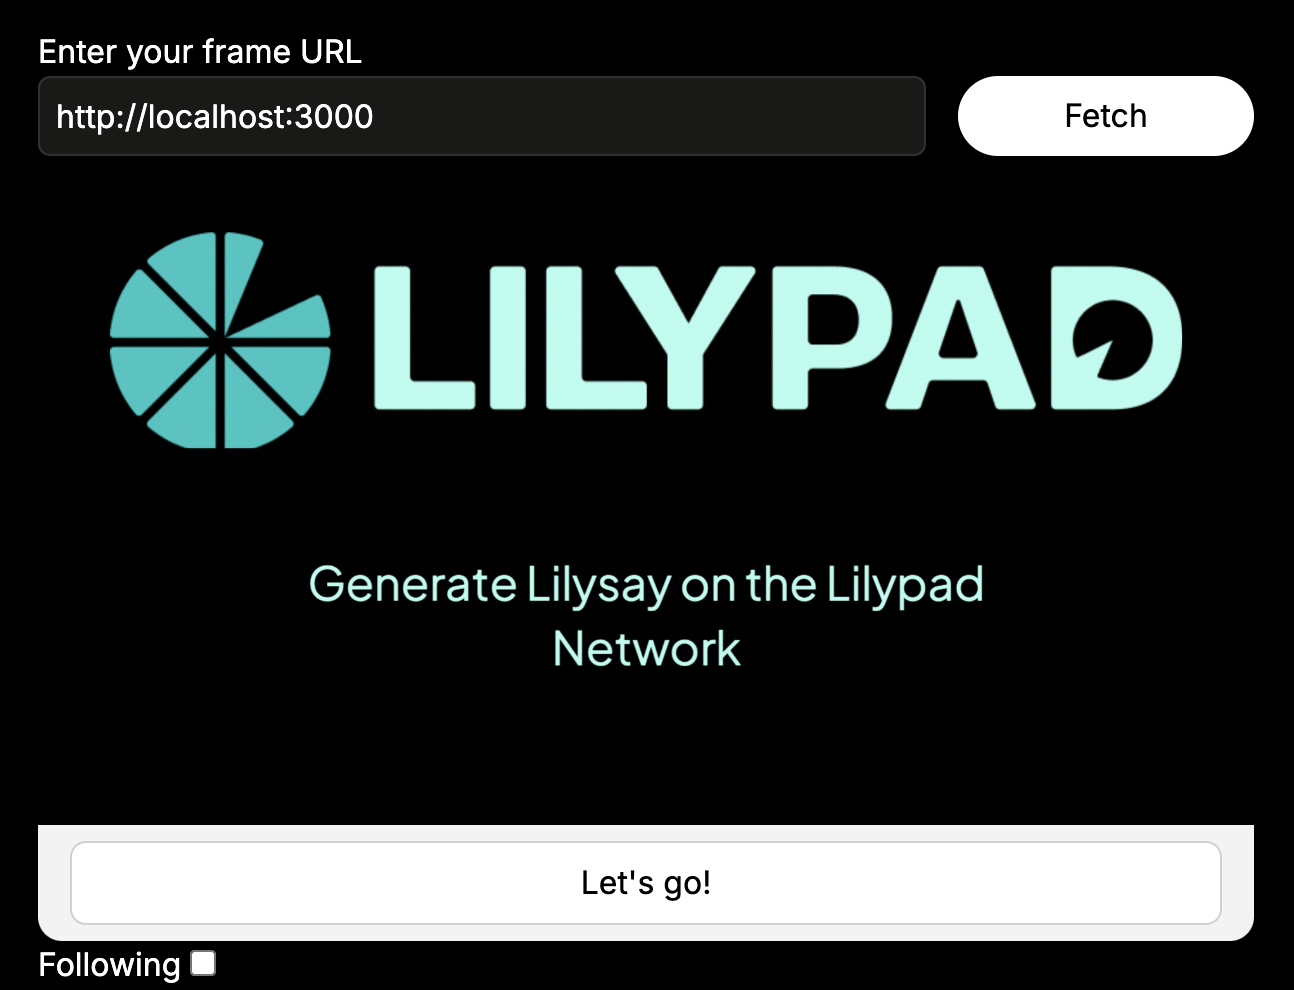 Enter your frame URL
http://localhost:3000
Fetch
LILYPAD
Generate Lilysay on the Lilypad
Network
Let's go!
Following